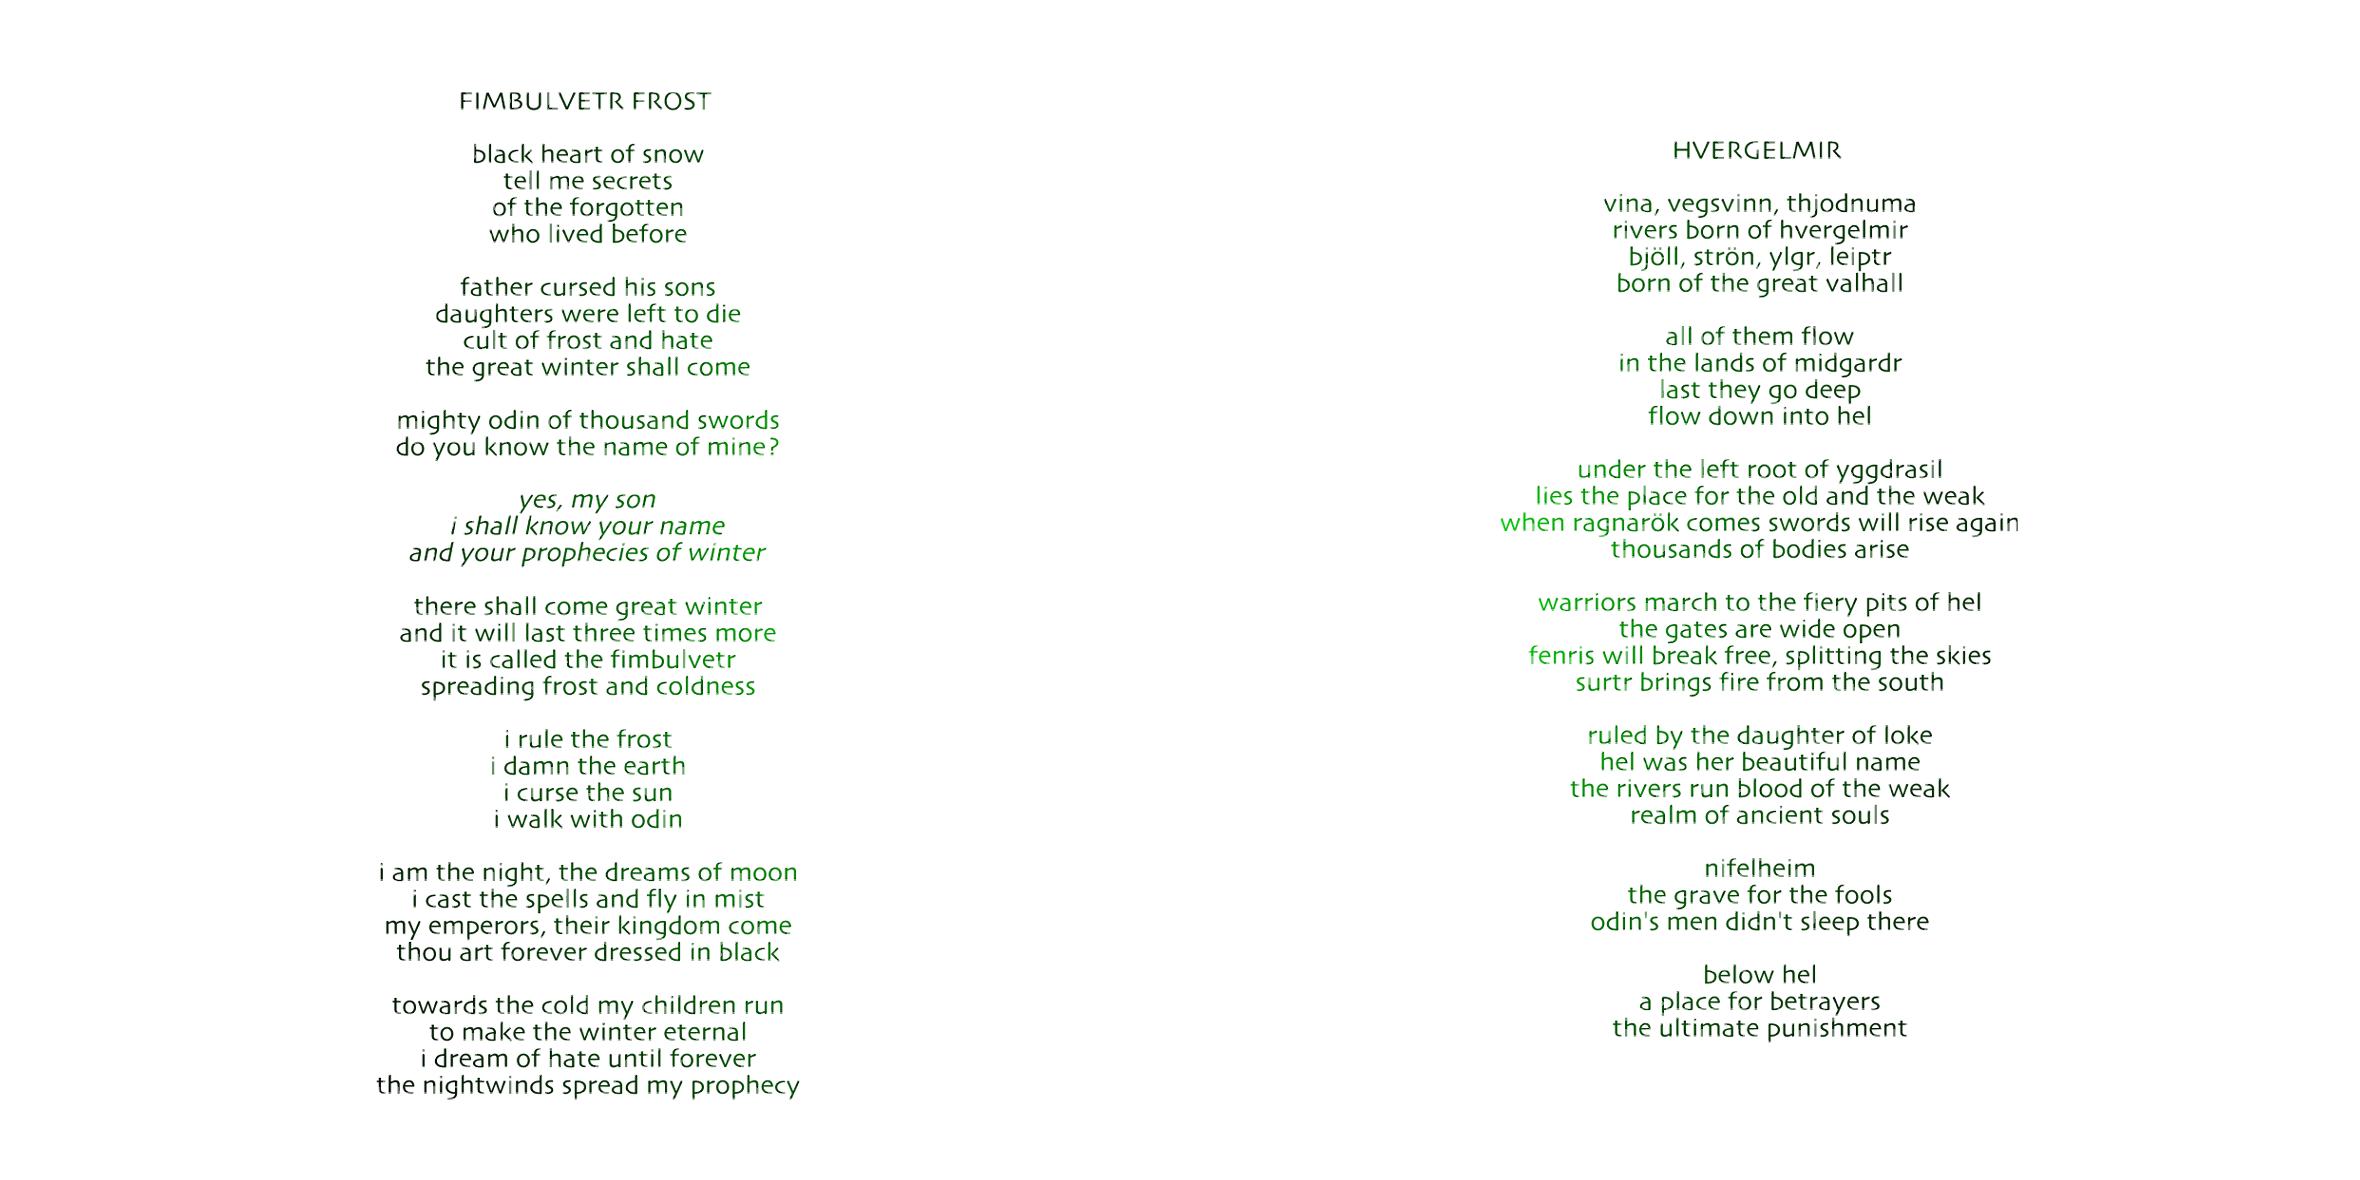 FIMBULVETR FROST
black heart of snow
tell me secrets
of the forgotten
who lived before
father cursed his sons
daughters were left to die
cult of frost and hate
the great winter shall come
mighty odin of thousand swords
do you know the name of mine?
yes, my son
i shall know your name
and your prophecies of winter
there shall come great winter
and it will last three times more
it is called the fimbulvetr
spreading frost and coldness
i rule the frost
i damn the earth
i curse the sun
i walk with odin
i am the night, the dreams of moon
i cast the spells and fly in mist
my emperors, their kingdom come
thou art forever dressed in black
towards the cold my children run
to make the winter eternal
i dream of hate until forever
the nightwinds spread my prophecy
HVERGELMIR
vina, vegsvinn, thjodnuma
rivers born of hvergelmir
bjöll, strön, ylgr, leiptr
born of the great valhall
all of them flow
in the lands of midgardr
last they go deep
flow down into hel
under the left root of yggdrasil
lies the place for the old and the weak
when ragnarök comes swords will rise again
thousands of bodies arise
warriors march to the fiery pits of hel
the gates are wide open
fenris will break free, splitting the skies
surtr brings fire from the south
ruled by the daughter of loke
hel was her beautiful name
the rivers run blood of the weak
realm of ancient souls
nifelheim
the grave for the fools
odin's men didn't sleep there
below hel
a place for betrayers
the ultimate punishment